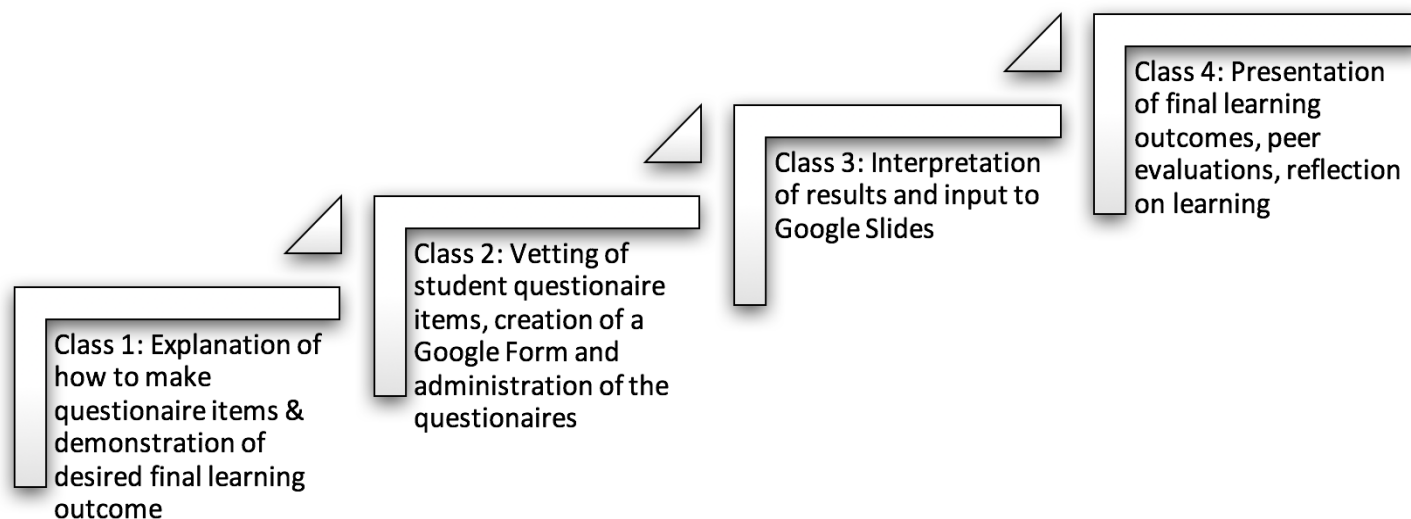 Class 1: Explanation of
how to make
questionaire items &
demonstration of
desired final learning
outcome
Class 2: Vetting of
student questionaire
items, creation of a
Google Form and
administration of the
questionaires
Class 3: Interpretation
of results and input to
Google Slides
Class 4: Presentation
of final learning
outcomes, peer
evaluations, reflection
on learning